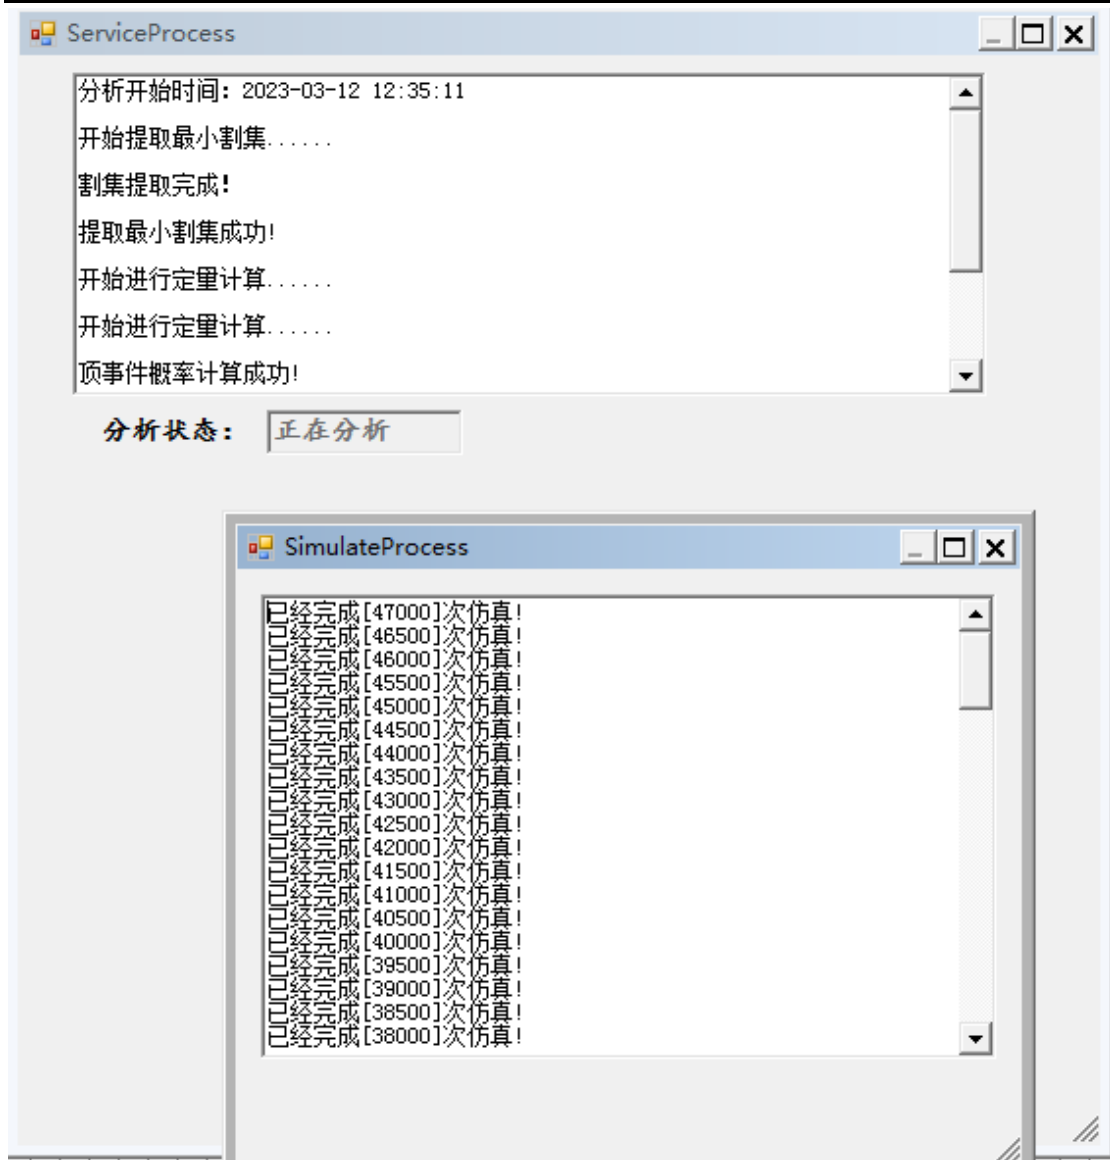 ServiceProcess
分析开始时间: 2023-03-12 12:35:11
开始提取最小割集......
割集提取完成!
提取最小割集成功!
开始进行定量计算......
开始进行定量计算......
顶事件概率计算成功!
分析状态: 正在分析
SimulateProcess
已经完成[47000]次仿真!
已经完成[46500]次仿真!
已经完成[46000]次仿真!
已经完成[45500]次仿真!
已经完成[45000]次仿真!
已经完成[44500]次仿真!
已经完成[44000]次仿真!
已经完成[43500]次仿真!
已经完成[43000]次仿真!
已经完成[42500]次仿真!
已经完成[42000]次仿真!
已经完成[41500]次仿真!
已经完成[41000]次仿真!
已经完成[40500]次仿真!
已经完成[40000]次仿真!
已经完成[39500]次仿真!
已经完成[39000]次仿真!
已经完成[38500]次仿真!
已经完成[38000]次仿真!